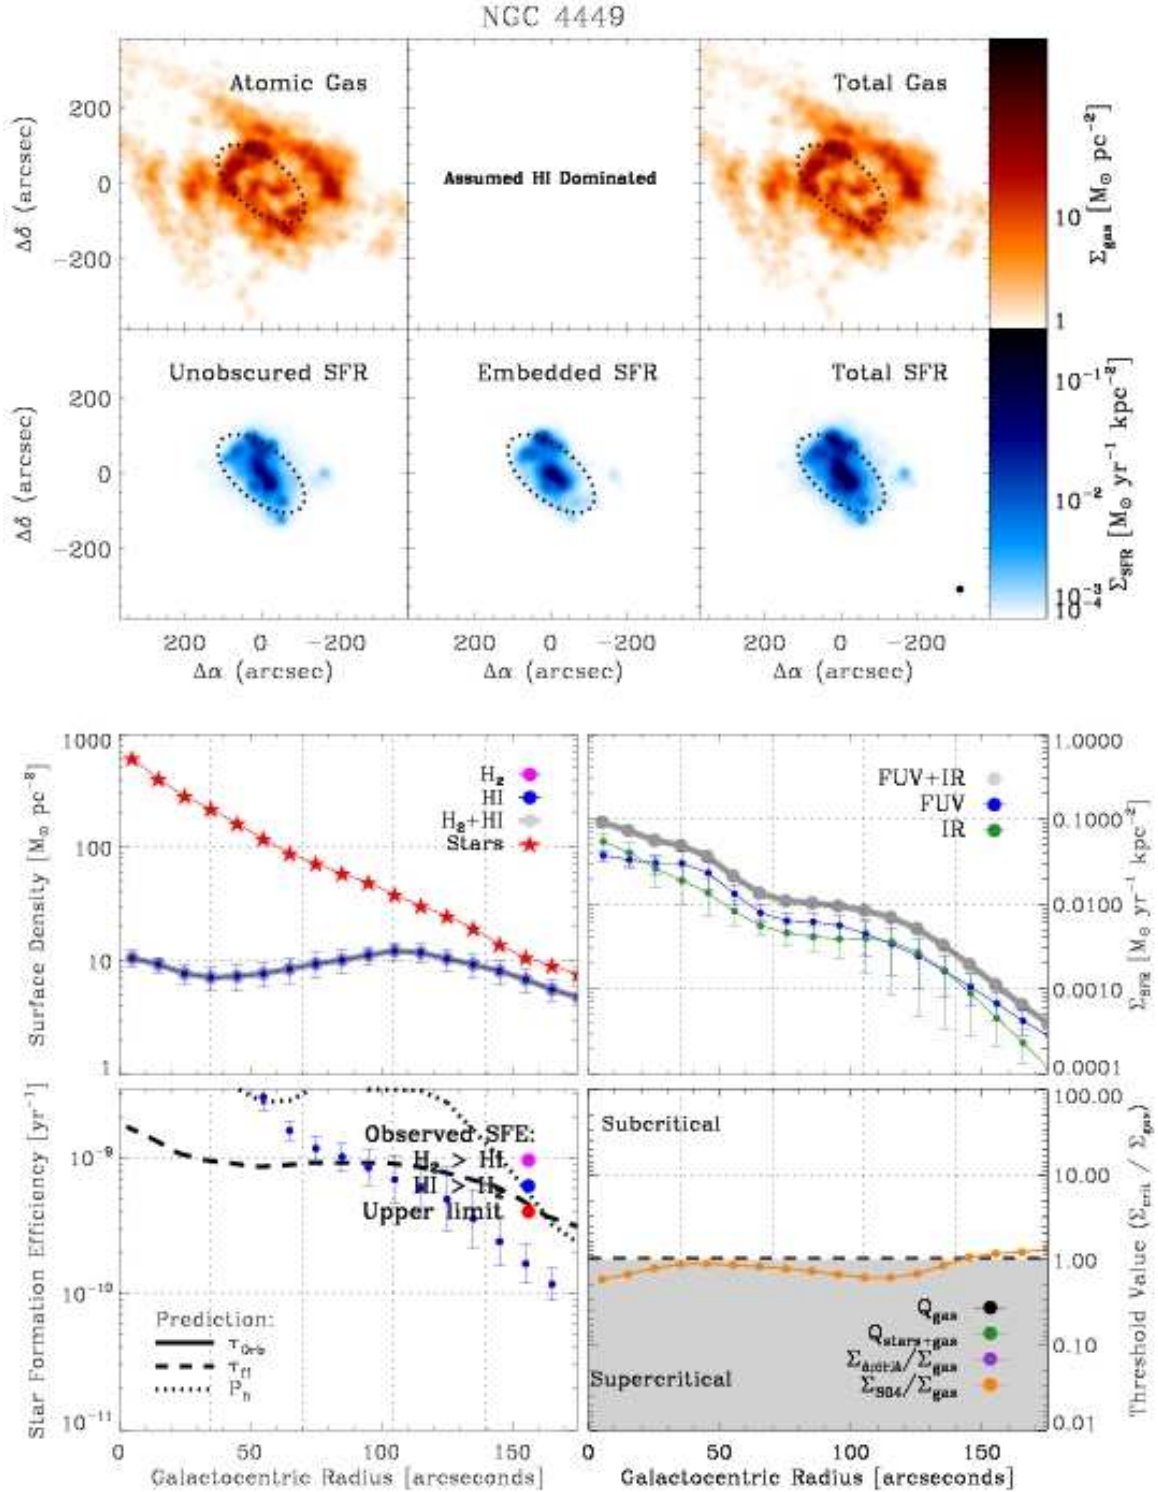 NGC 4449
Atomic Gas
Total Gas
Assumed HI Dominated
Δδ (arcsec)
200
0
-200
Σgas [M⊙ pc⁻²]
10
1
Unobscured SFR
Embedded SFR
Total SFR
Δδ (arcsec)
200
0
-200
ΣSFR [M⊙ yr⁻¹ kpc⁻²]
10⁻¹
10⁻²
10⁻³
10⁻⁴
200 0 -200
200 0 -200
200 0 -200
Δα (arcsec)
Δα (arcsec)
Δα (arcsec)
Surface Density [M⊙ pc⁻²]
1000
100
10
1
H₂
HI
H₂+HI
Stars
FUV+IR
FUV
IR
1.0000
0.1000
0.0100
0.0010
0.0001
ΣSFR [M⊙ yr⁻¹ kpc⁻²]
Star Formation Efficiency [yr⁻¹]
10⁻⁹
10⁻¹⁰
10⁻¹¹
Observed SFE:
H₂ > HI
HI > H₂
Upper limit
Prediction:
τOrb
τff
Ph
0 50 100 150
Galactocentric Radius [arcseconds]
Subcritical
Supercritical
Qgas
Qstars+gas
Σcrit,A/Σgas
ΣS04/Σgas
100.00
10.00
1.00
0.10
0.01
Threshold Value (Σcrit / Σgas)
0 50 100 150
Galactocentric Radius [arcseconds]